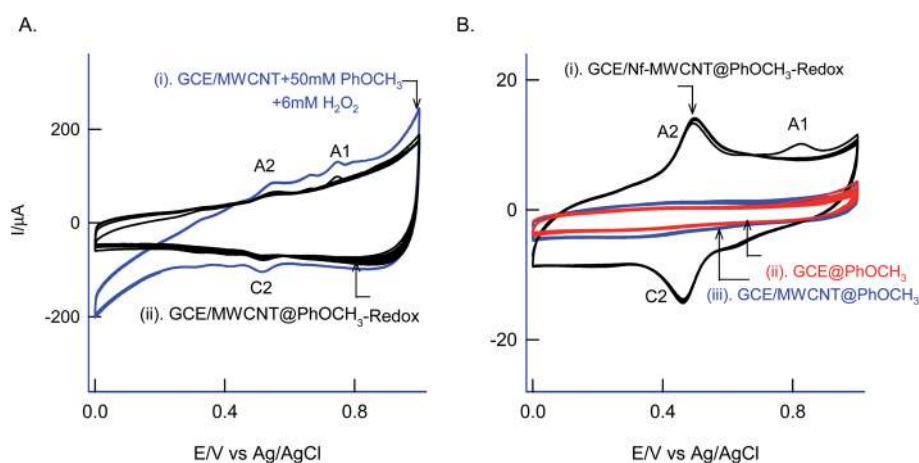 A.
(i). GCE/MWCNT+50mM PhOCH₃
+6mM H₂O₂
200
A2
A1
I/µA
0
C2
(ii). GCE/MWCNT@PhOCH₃-Redox
-200
0.0
0.4
0.8
E/V vs Ag/AgCl
B.
(i). GCE/Nf-MWCNT@PhOCH₃-Redox
20
A2
A1
0
(ii). GCE@PhOCH₃
C2
(iii). GCE/MWCNT@PhOCH₃
-20
0.0
0.4
0.8
E/V vs Ag/AgCl